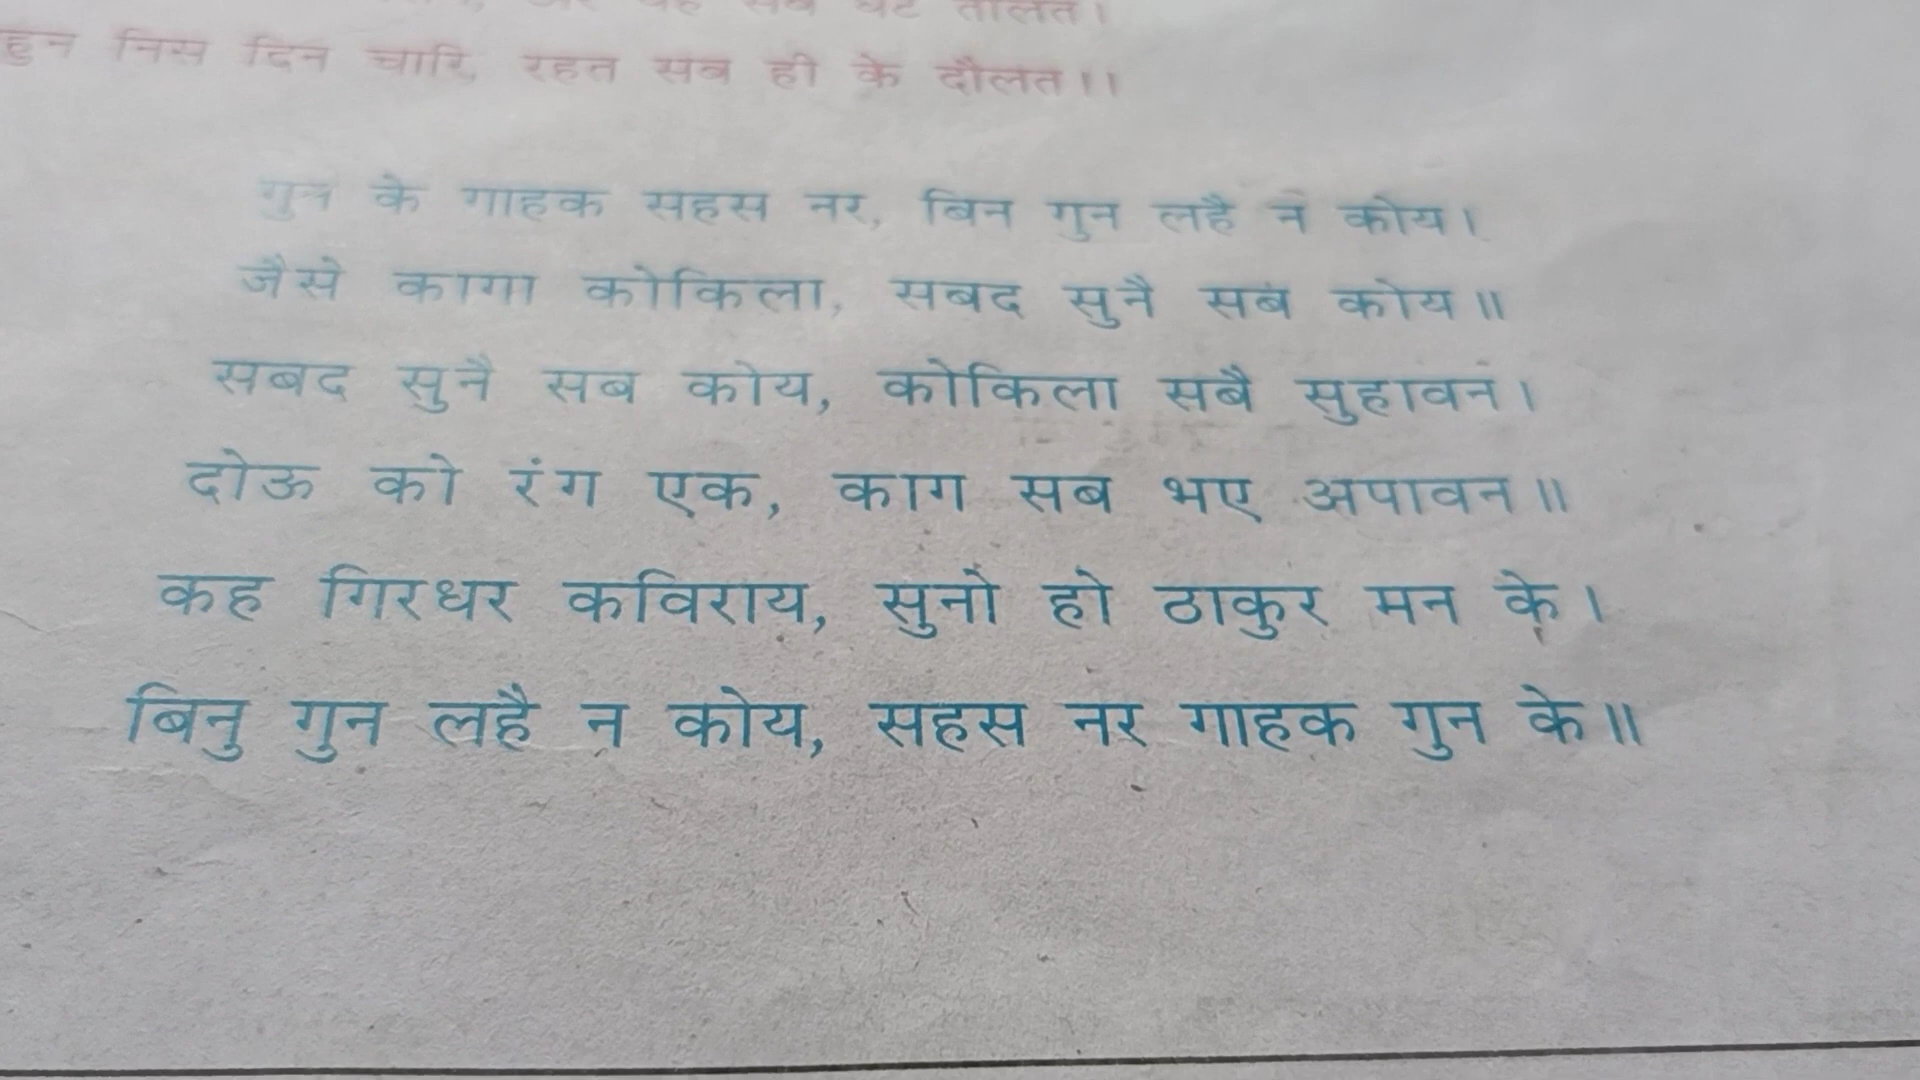 तौलत।
निस दिन चारि, रहत सब ही के दौलत।।
गुन के गाहक सहस नर, बिन गुन लहै न कोय।
जैसे कागा कोकिला, सबद सुनै सब कोय॥
सबद सुनै सब कोय, कोकिला सबै सुहावन।
दोऊ को रंग एक, काग सब भए अपावन॥
कह गिरधर कविराय, सुनो हो ठाकुर मन के।
बिनु गुन लहै न कोय, सहस नर गाहक गुन के॥